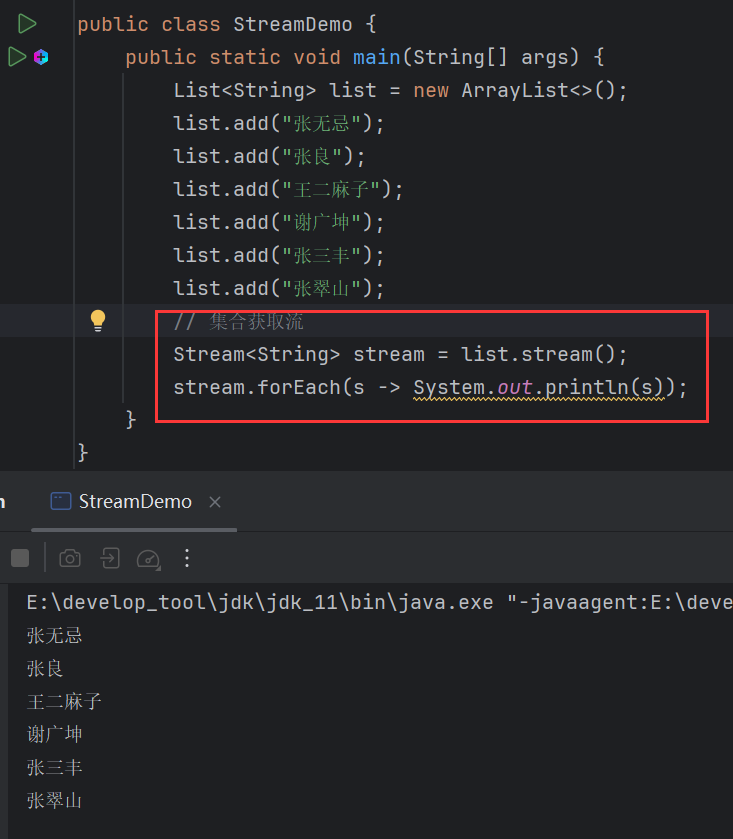 public class StreamDemo {
public static void main(String[] args) {
List<String> list = new ArrayList<>();
list.add("张无忌");
list.add("张良");
list.add("王二麻子");
list.add("谢广坤");
list.add("张三丰");
list.add("张翠山");
// 集合获取流
Stream<String> stream = list.stream();
stream.forEach(s -> System.out.println(s));
}
}
StreamDemo
E:\develop_tool\jdk\jdk_11\bin\java.exe "-javaagent:E:\deve
张无忌
张良
王二麻子
谢广坤
张三丰
张翠山